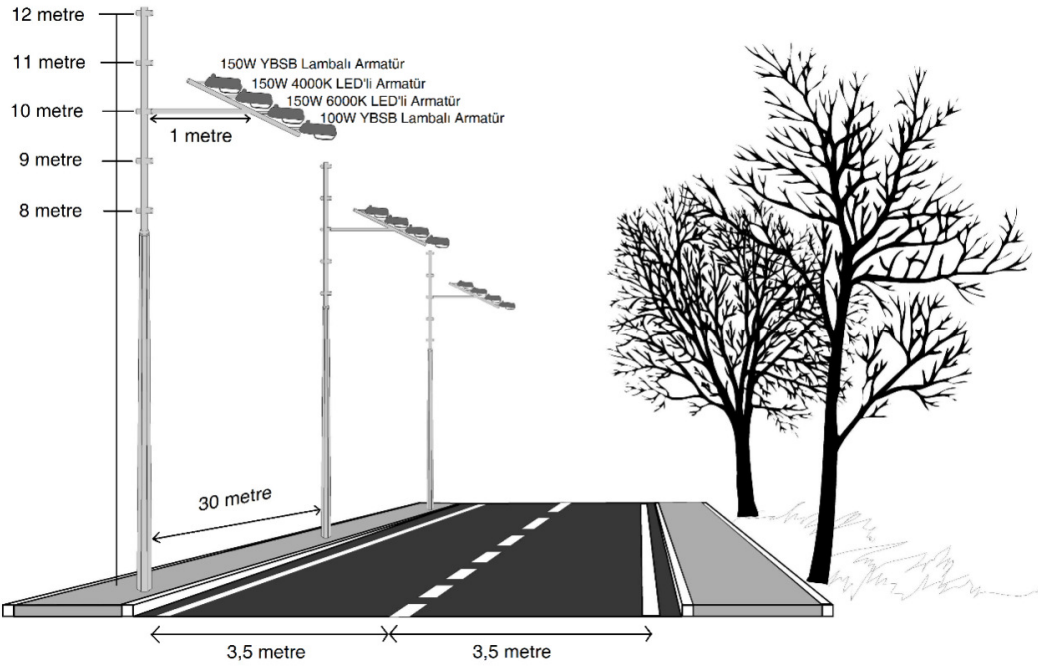 12 metre
11 metre
10 metre
9 metre
8 metre
150W YBSB Lambalı Armatür
150W 4000K LED'li Armatür
150W 6000K LED'li Armatür
100W YBSB Lambalı Armatür
1 metre
30 metre
3,5 metre
3,5 metre